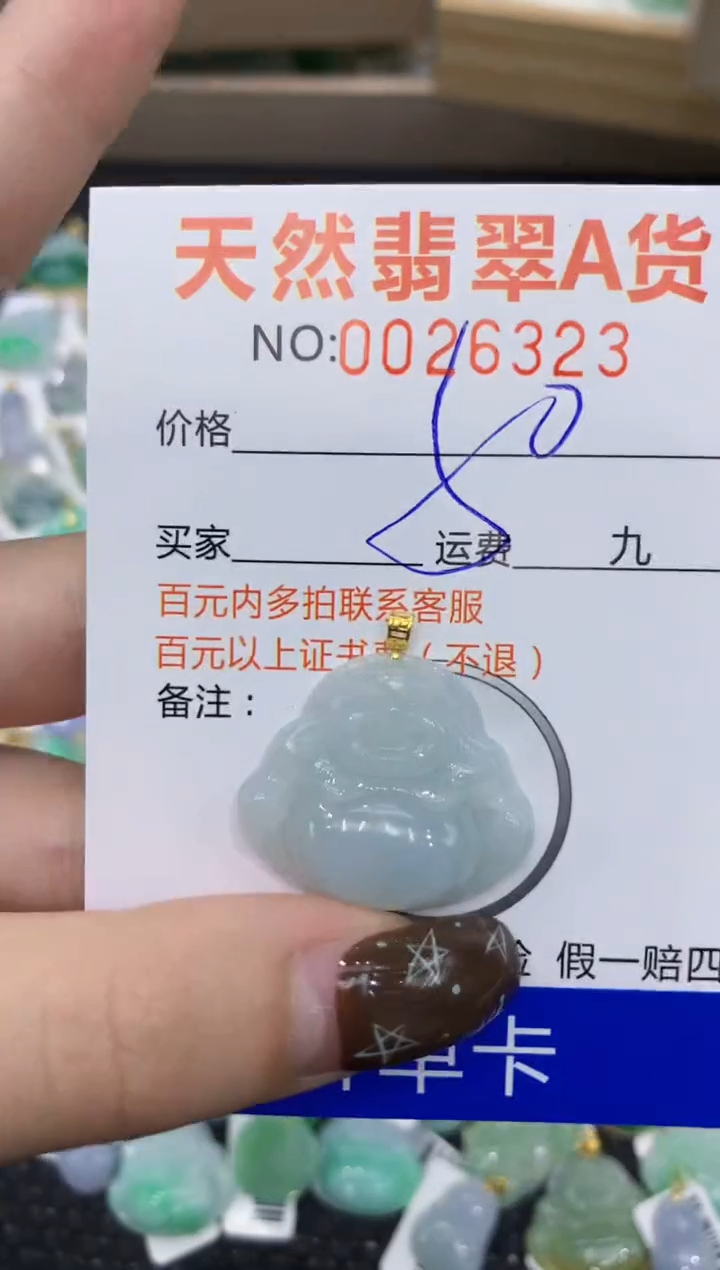 天然翡翠A货
NO:0026323
80
价格
买家 运费 九
百元内多拍联系客服
百元以上证书 （不退）
备注：
假一赔四
卡